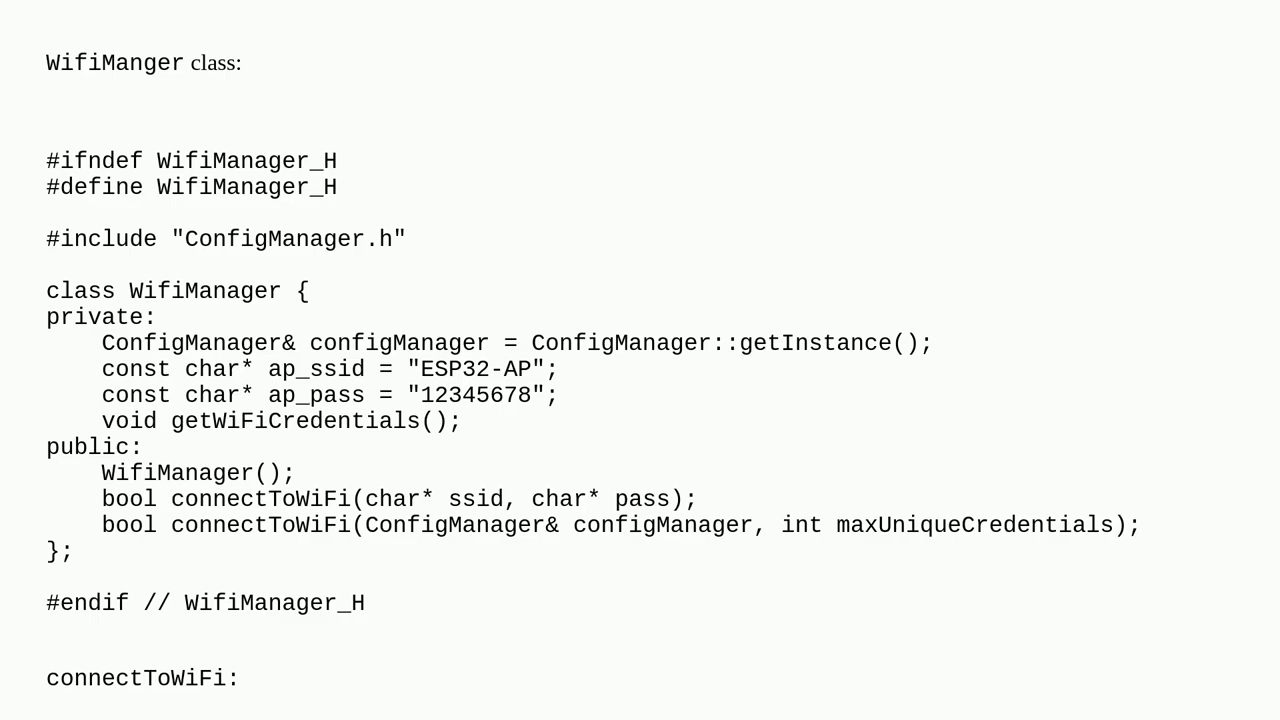 WifiManger class:
#ifndef WifiManager_H
#define WifiManager_H
#include "ConfigManager.h"
class WifiManager {
private:
    ConfigManager& configManager = ConfigManager::getInstance();
    const char* ap_ssid = "ESP32-AP";
    const char* ap_pass = "12345678";
    void getWiFiCredentials();
public:
    WifiManager();
    bool connectToWiFi(char* ssid, char* pass);
    bool connectToWiFi(ConfigManager& configManager, int maxUniqueCredentials);
};
#endif // WifiManager_H
connectToWiFi: